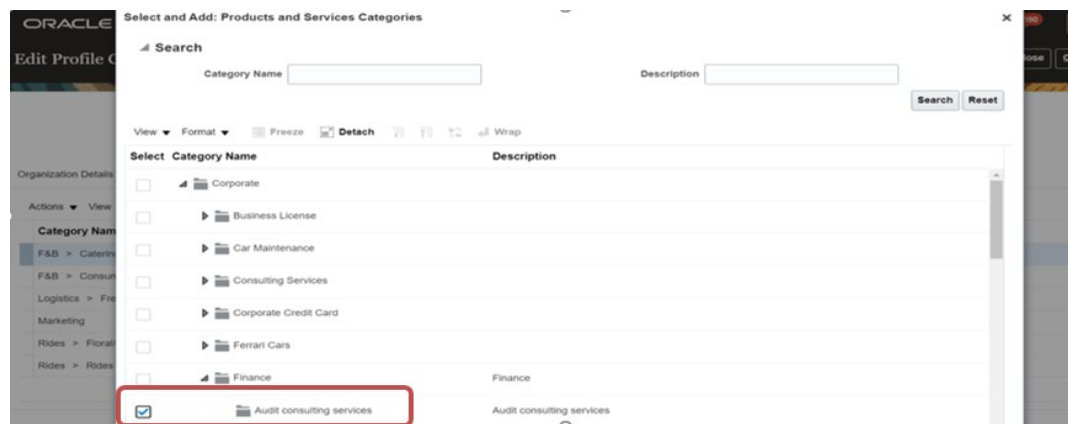 ORACLE
Select and Add: Products and Services Categories
Edit Profile
Search
Category Name
Description
Search Reset
View Format Freeze Detach Wrap
Select Category Name Description
Organization Details
Corporate
Actions View
Business License
Category Nam
F&B > Caterin
Car Maintenance
F&B > Consum
Consulting Services
Logistics > Fre
Corporate Credit Card
Marketing
Rides > Floral
Ferrari Cars
Rides > Rides
Finance Finance
Audit consulting services Audit consulting services